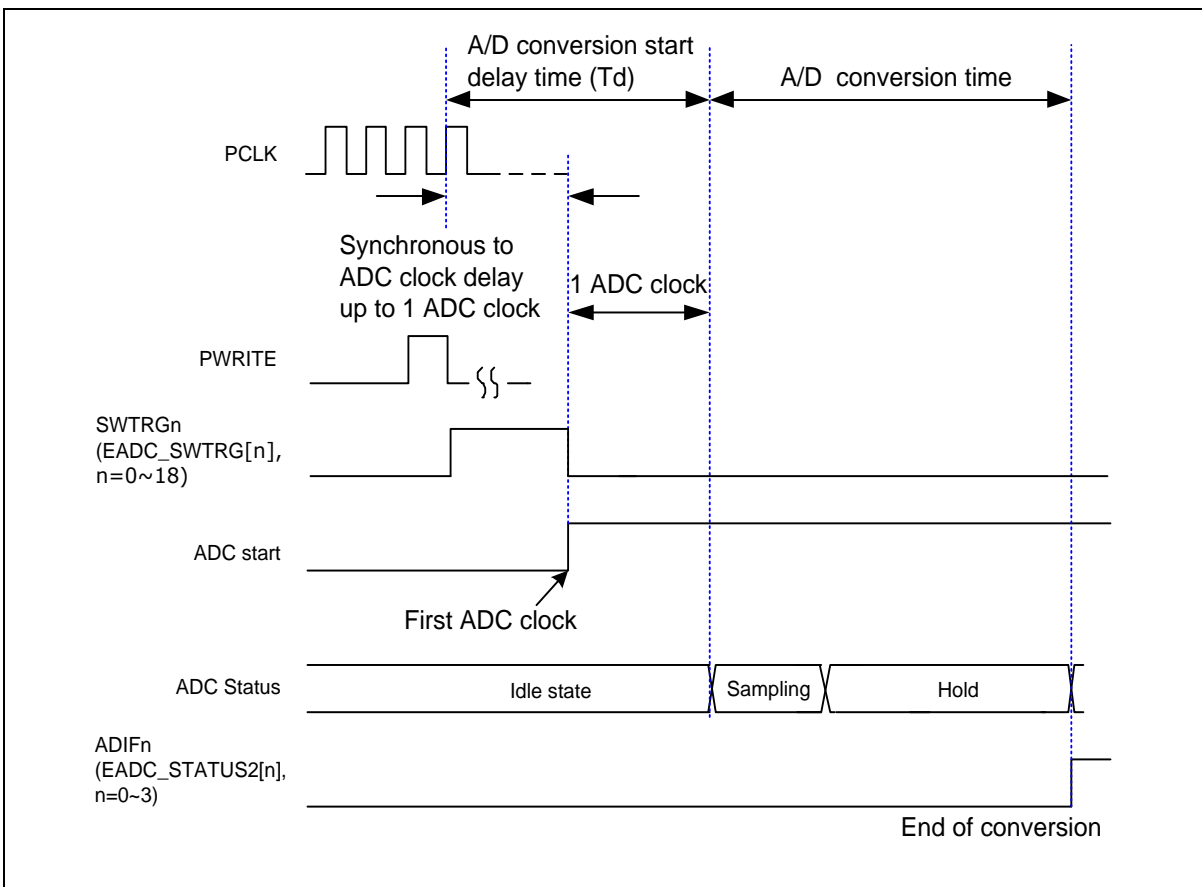 A/D conversion start
delay time (Td)
A/D conversion time
PCLK
Synchronous to
ADC clock delay
up to 1 ADC clock
1 ADC clock
PWRITE
SWTRGn
(EADC_SWTRG[n],
n=0~18)
ADC start
First ADC clock
ADC Status
Idle state
Sampling
Hold
ADIFn
(EADC_STATUS2[n],
n=0~3)
End of conversion